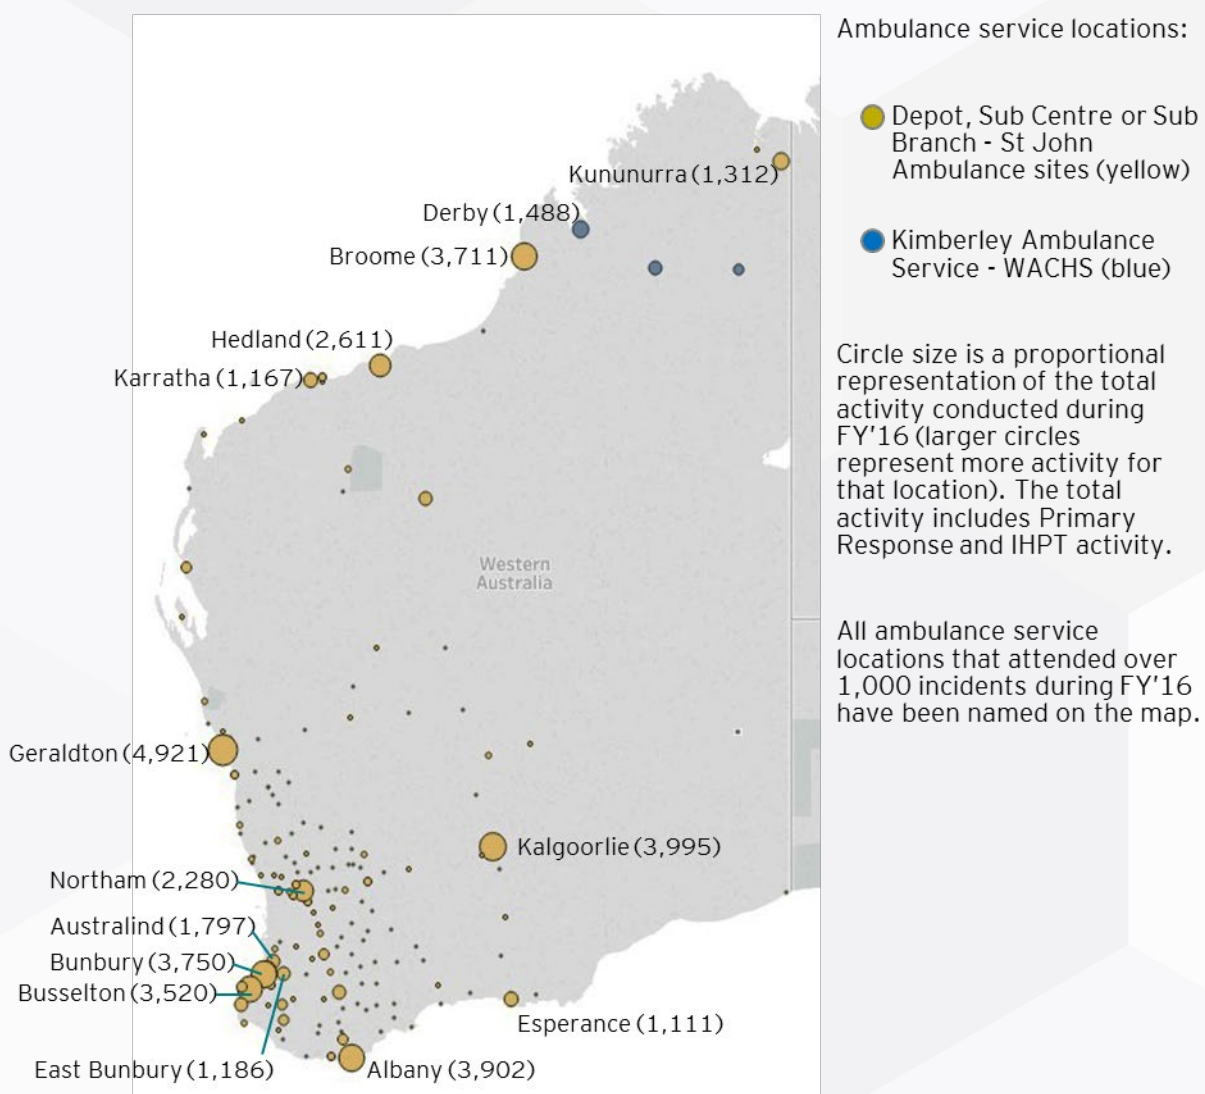 Ambulance service locations:
Depot, Sub Centre or Sub
Branch - St John
Ambulance sites (yellow)
Kimberley Ambulance
Service - WACHS (blue)
Circle size is a proportional
representation of the total
activity conducted during
FY'16 (larger circles
represent more activity for
that location). The total
activity includes Primary
Response and IHPT activity.
All ambulance service
locations that attended over
1,000 incidents during FY'16
have been named on the map.
Kununurra (1,312)
Derby (1,488)
Broome (3,711)
Hedland (2,611)
Karratha (1,167)
Western
Australia
Geraldton (4,921)
Kalgoorlie (3,995)
Northam (2,280)
Australind (1,797)
Bunbury (3,750)
Busselton (3,520)
Esperance (1,111)
East Bunbury (1,186)
Albany (3,902)